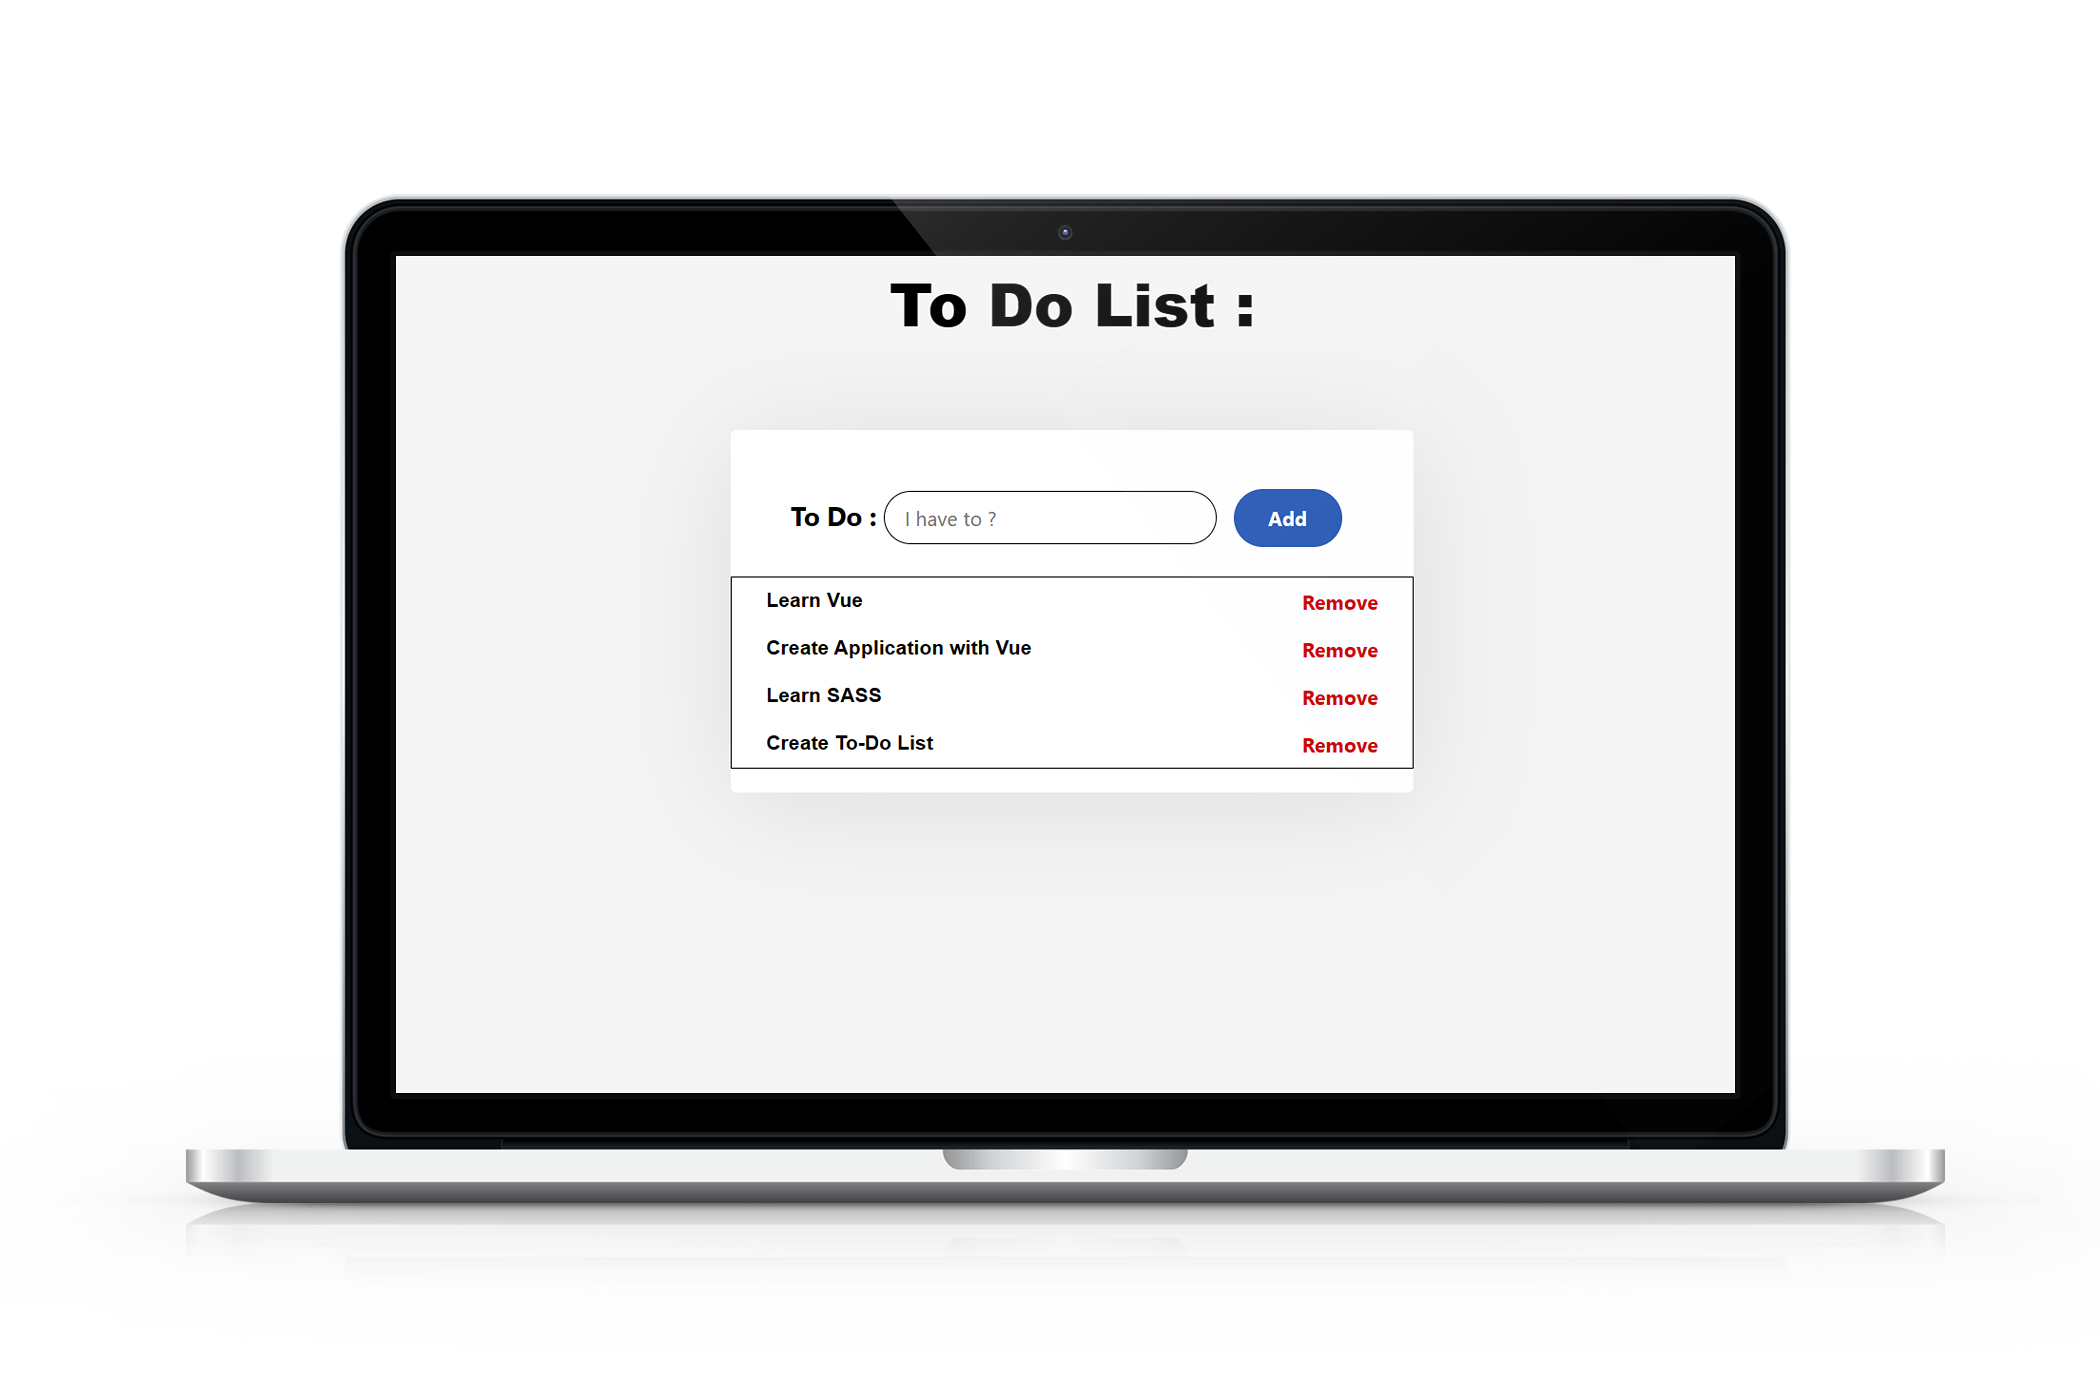 To Do List :
To Do : I have to ? Add
Learn Vue Remove
Create Application with Vue Remove
Learn SASS Remove
Create To-Do List Remove